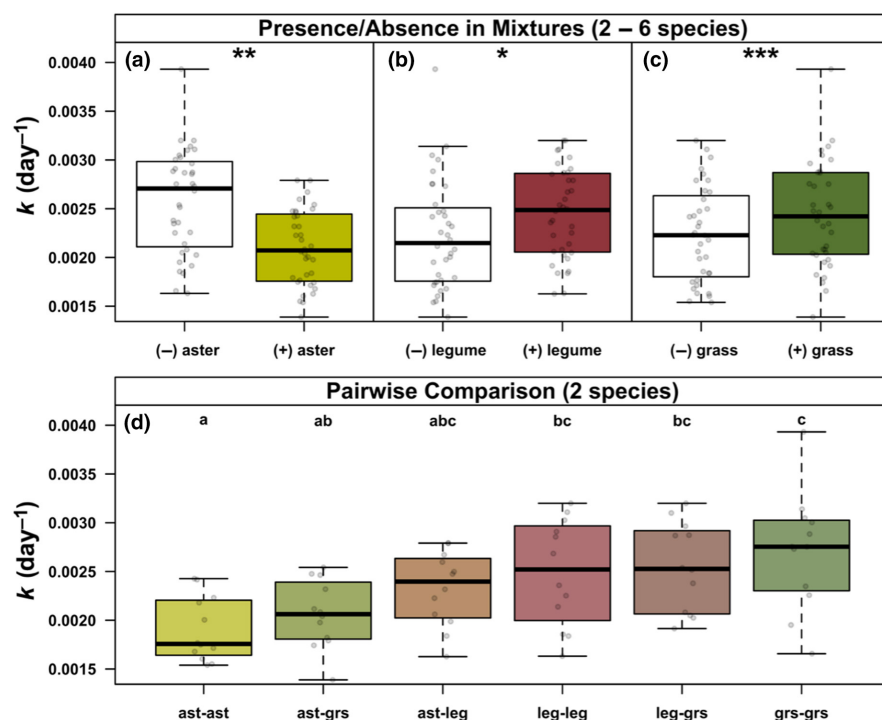 Presence/Absence in Mixtures (2 – 6 species)
(a) ** (b) * (c) ***
0.0040
0.0035
0.0030
0.0025
0.0020
0.0015
k (day−1)
(−) aster (+) aster (−) legume (+) legume (−) grass (+) grass
Pairwise Comparison (2 species)
(d) a ab abc bc bc c
0.0040
0.0035
0.0030
0.0025
0.0020
0.0015
k (day−1)
ast-ast ast-grs ast-leg leg-leg leg-grs grs-grs